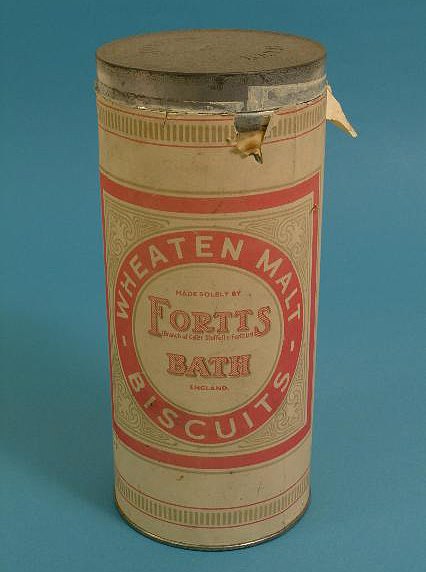 WHEATEN MALT
MADE SOLELY BY
FORTTS
BATH
ENGLAND.
- BISCUITS -